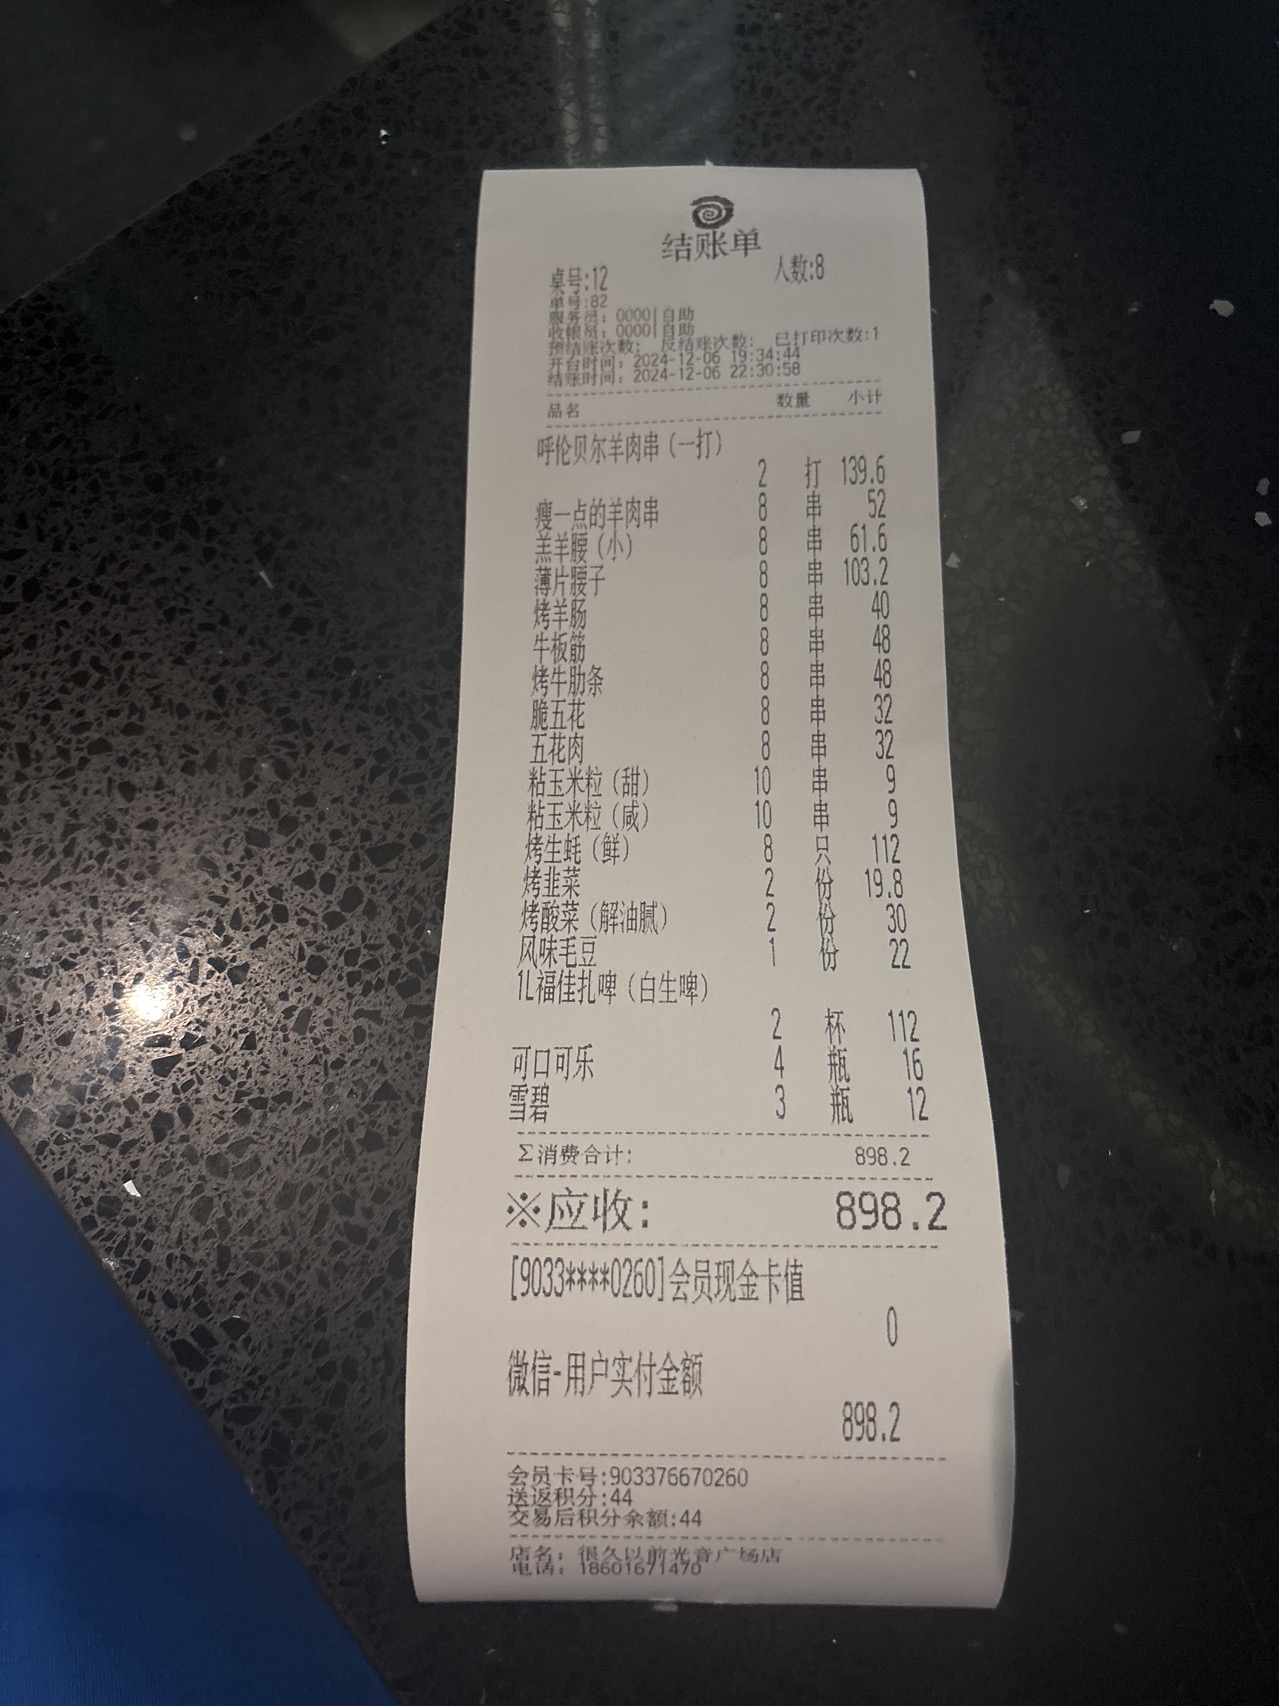 结账单
桌号:12 人数:8
单号:82
服务员: 0000|自助
收银员: 0000|自助
预结账次数: 反结账次数: 已打印次数:1
开台时间: 2024-12-06 19:34:44
结账时间: 2024-12-06 22:30:58
品名 数量 小计
呼伦贝尔羊肉串(一打)
2 打 139.6
瘦一点的羊肉串 8 串 52
羔羊腰(小) 8 串 61.6
薄片腰子 8 串 103.2
烤羊肠 8 串 40
牛板筋 8 串 48
烤牛肋条 8 串 48
脆五花 8 串 32
五花肉 8 串 32
粘玉米粒(甜) 10 串 9
粘玉米粒(咸) 10 串 9
烤生蚝(鲜) 8 只 112
烤韭菜 2 份 19.8
烤酸菜(解油腻) 2 份 30
风味毛豆 1 份 22
1L福佳扎啤(白生啤)
2 杯 112
可口可乐 4 瓶 16
雪碧 3 瓶 12
Σ消费合计: 898.2
※应收: 898.2
[9033****0260]会员现金卡值
0
微信-用户实付金额
898.2
会员卡号:903376670260
送返积分:44
交易后积分余额:44
店名: 很久以前光音广场店
电话: 18601671470